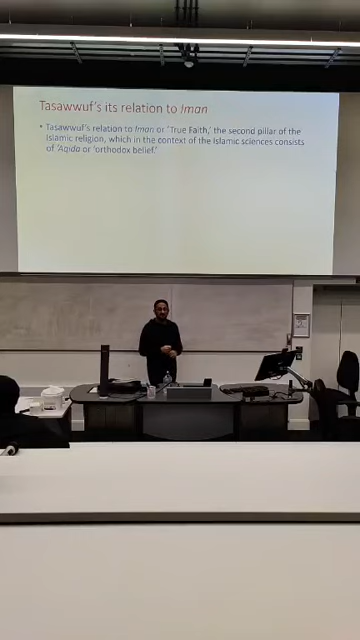 Tasawwuf's its relation to Iman
• Tasawwuf's relation to Iman or 'True Faith,' the second pillar of the
Islamic religion, which in the context of the Islamic sciences consists
of 'Aqida or 'orthodox belief.'